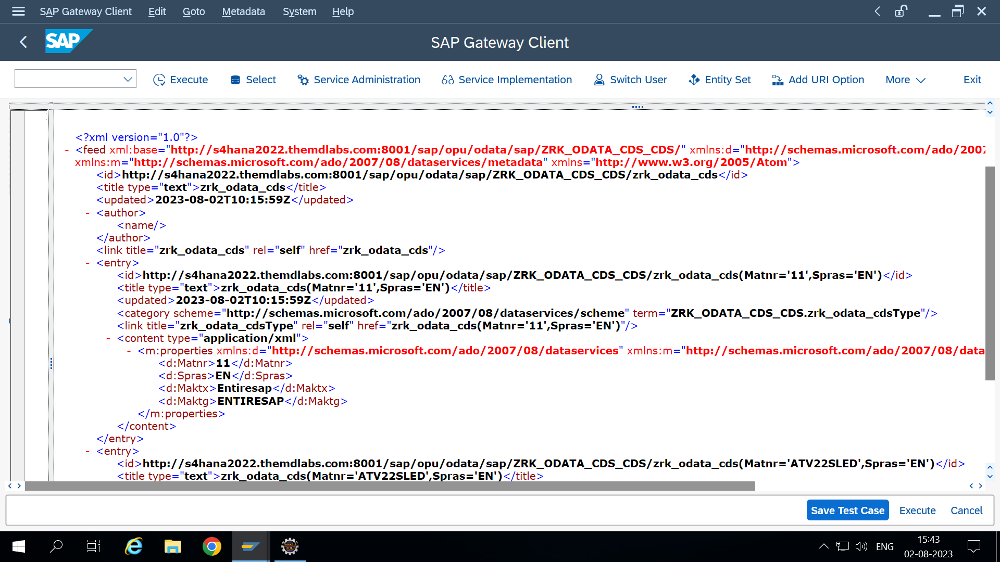 SAP Gateway Client Edit Goto Metadata System Help
SAP
SAP Gateway Client
Execute Select Service Administration Service Implementation Switch User Entity Set Add URI Option More Exit
<?xml version="1.0"?>
- <feed xml:base="http://s4hana2022.themdlabs.com:8001/sap/opu/odata/sap/ZRK_ODATA_CDS_CDS/" xmlns:d="http://schemas.microsoft.com/ado/2007
xmlns:m="http://schemas.microsoft.com/ado/2007/08/dataservices/metadata" xmlns="http://www.w3.org/2005/Atom">
<id>http://s4hana2022.themdlabs.com:8001/sap/opu/odata/sap/ZRK_ODATA_CDS_CDS/zrk_odata_cds</id>
<title type="text">zrk_odata_cds</title>
<updated>2023-08-02T10:15:59Z</updated>
- <author>
<name/>
</author>
<link title="zrk_odata_cds" rel="self" href="zrk_odata_cds"/>
- <entry>
<id>http://s4hana2022.themdlabs.com:8001/sap/opu/odata/sap/ZRK_ODATA_CDS_CDS/zrk_odata_cds(Matnr='11',Spras='EN')</id>
<title type="text">zrk_odata_cds(Matnr='11',Spras='EN')</title>
<updated>2023-08-02T10:15:59Z</updated>
<category scheme="http://schemas.microsoft.com/ado/2007/08/dataservices/scheme" term="ZRK_ODATA_CDS_CDS.zrk_odata_cdsType"/>
<link title="zrk_odata_cdsType" rel="self" href="zrk_odata_cds(Matnr='11',Spras='EN')"/>
- <content type="application/xml">
- <m:properties xmlns:d="http://schemas.microsoft.com/ado/2007/08/dataservices" xmlns:m="http://schemas.microsoft.com/ado/2007/08/data
<d:Matnr>11</d:Matnr>
<d:Spras>EN</d:Spras>
<d:Maktx>Entiresap</d:Maktx>
<d:Maktg>ENTIRESAP</d:Maktg>
</m:properties>
</content>
</entry>
- <entry>
<id>http://s4hana2022.themdlabs.com:8001/sap/opu/odata/sap/ZRK_ODATA_CDS_CDS/zrk_odata_cds(Matnr='ATV22SLED',Spras='EN')</id>
<title type="text">zrk_odata_cds(Matnr='ATV22SLED',Spras='EN')</title>
Save Test Case Execute Cancel
Java EE
IDE
ENG
15:43
02-08-2023